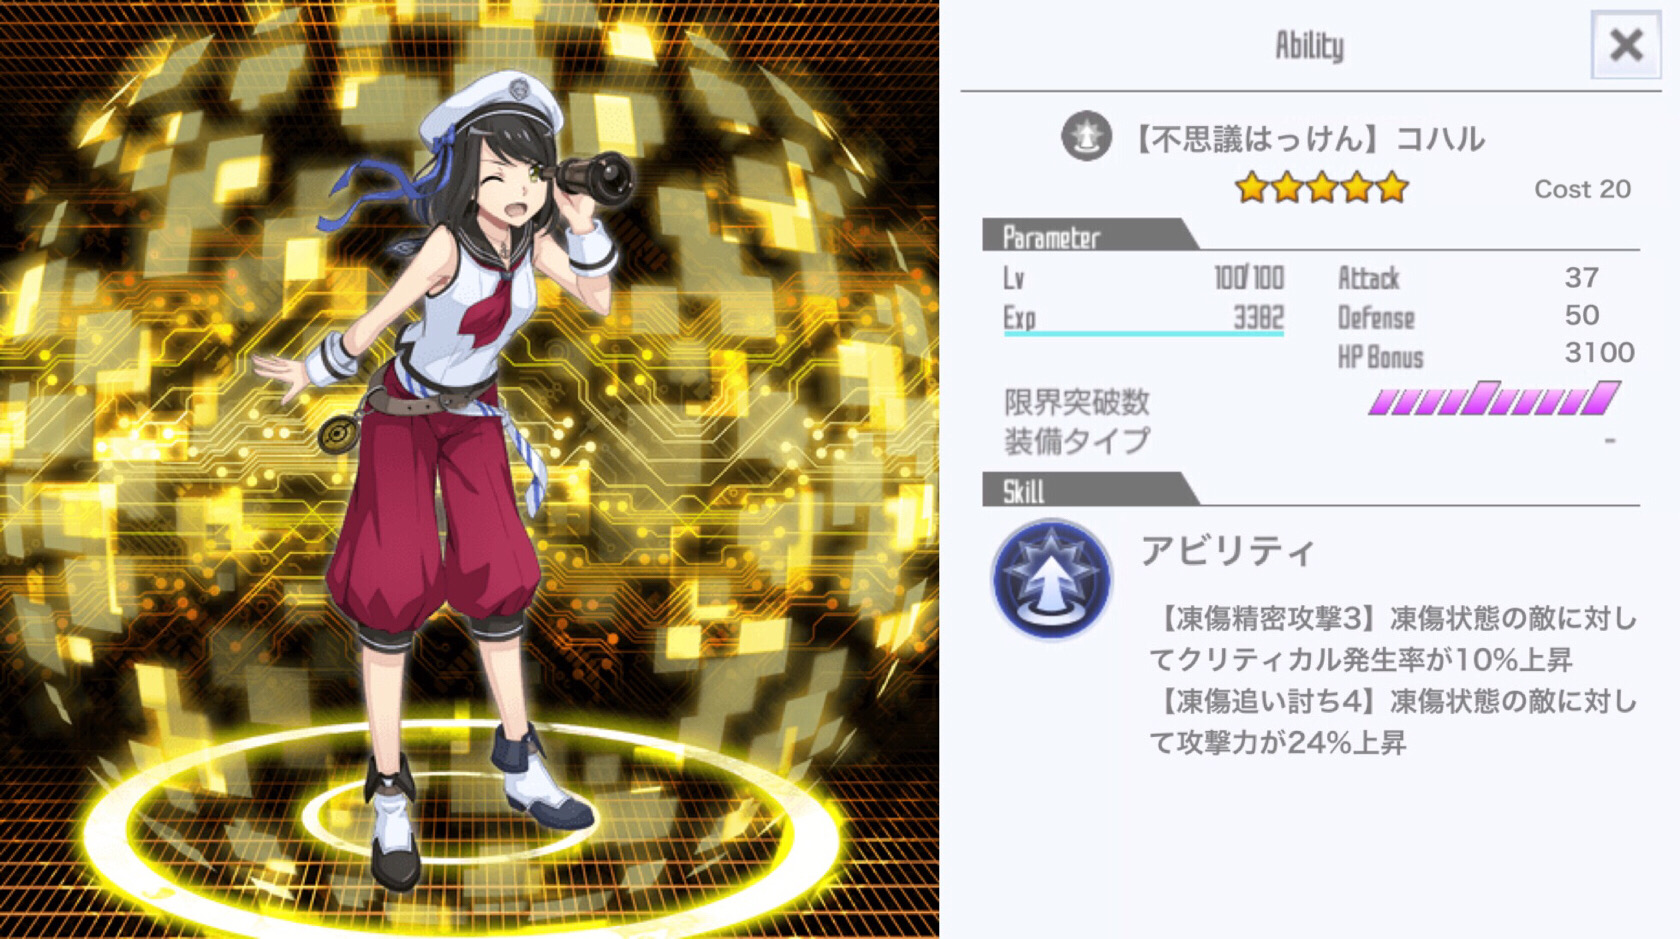 Ability
【不思議はっけん】コハル
Cost 20
Parameter
Lv 100/100
Exp 3382
Attack 37
Defense 50
HP Bonus 3100
限界突破数
装備タイプ -
Skill
アビリティ
【凍傷精密攻撃3】凍傷状態の敵に対し
てクリティカル発生率が10%上昇
【凍傷追い討ち4】凍傷状態の敵に対し
て攻撃力が24%上昇